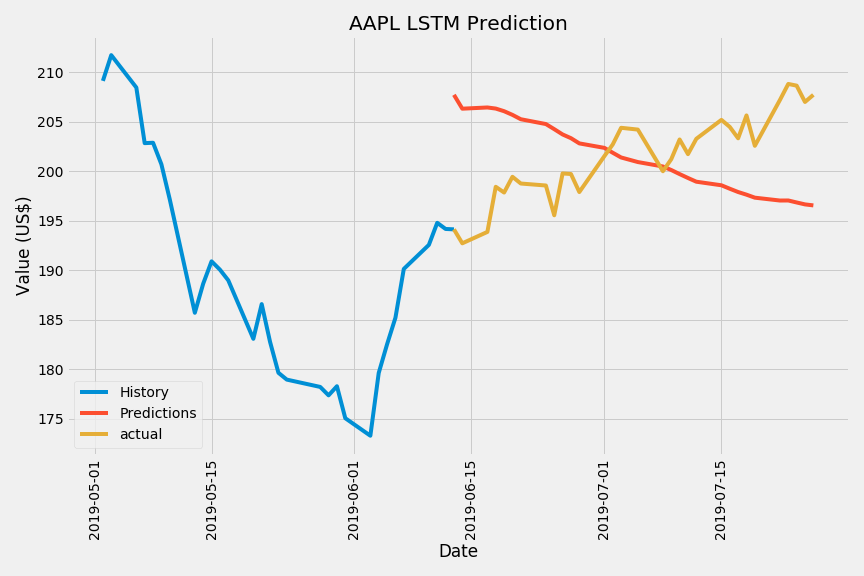 AAPL LSTM Prediction
Value (US$)
210
205
200
195
190
185
180
175
History
Predictions
actual
2019-05-01
2019-05-15
2019-06-01
2019-06-15
2019-07-01
2019-07-15
Date